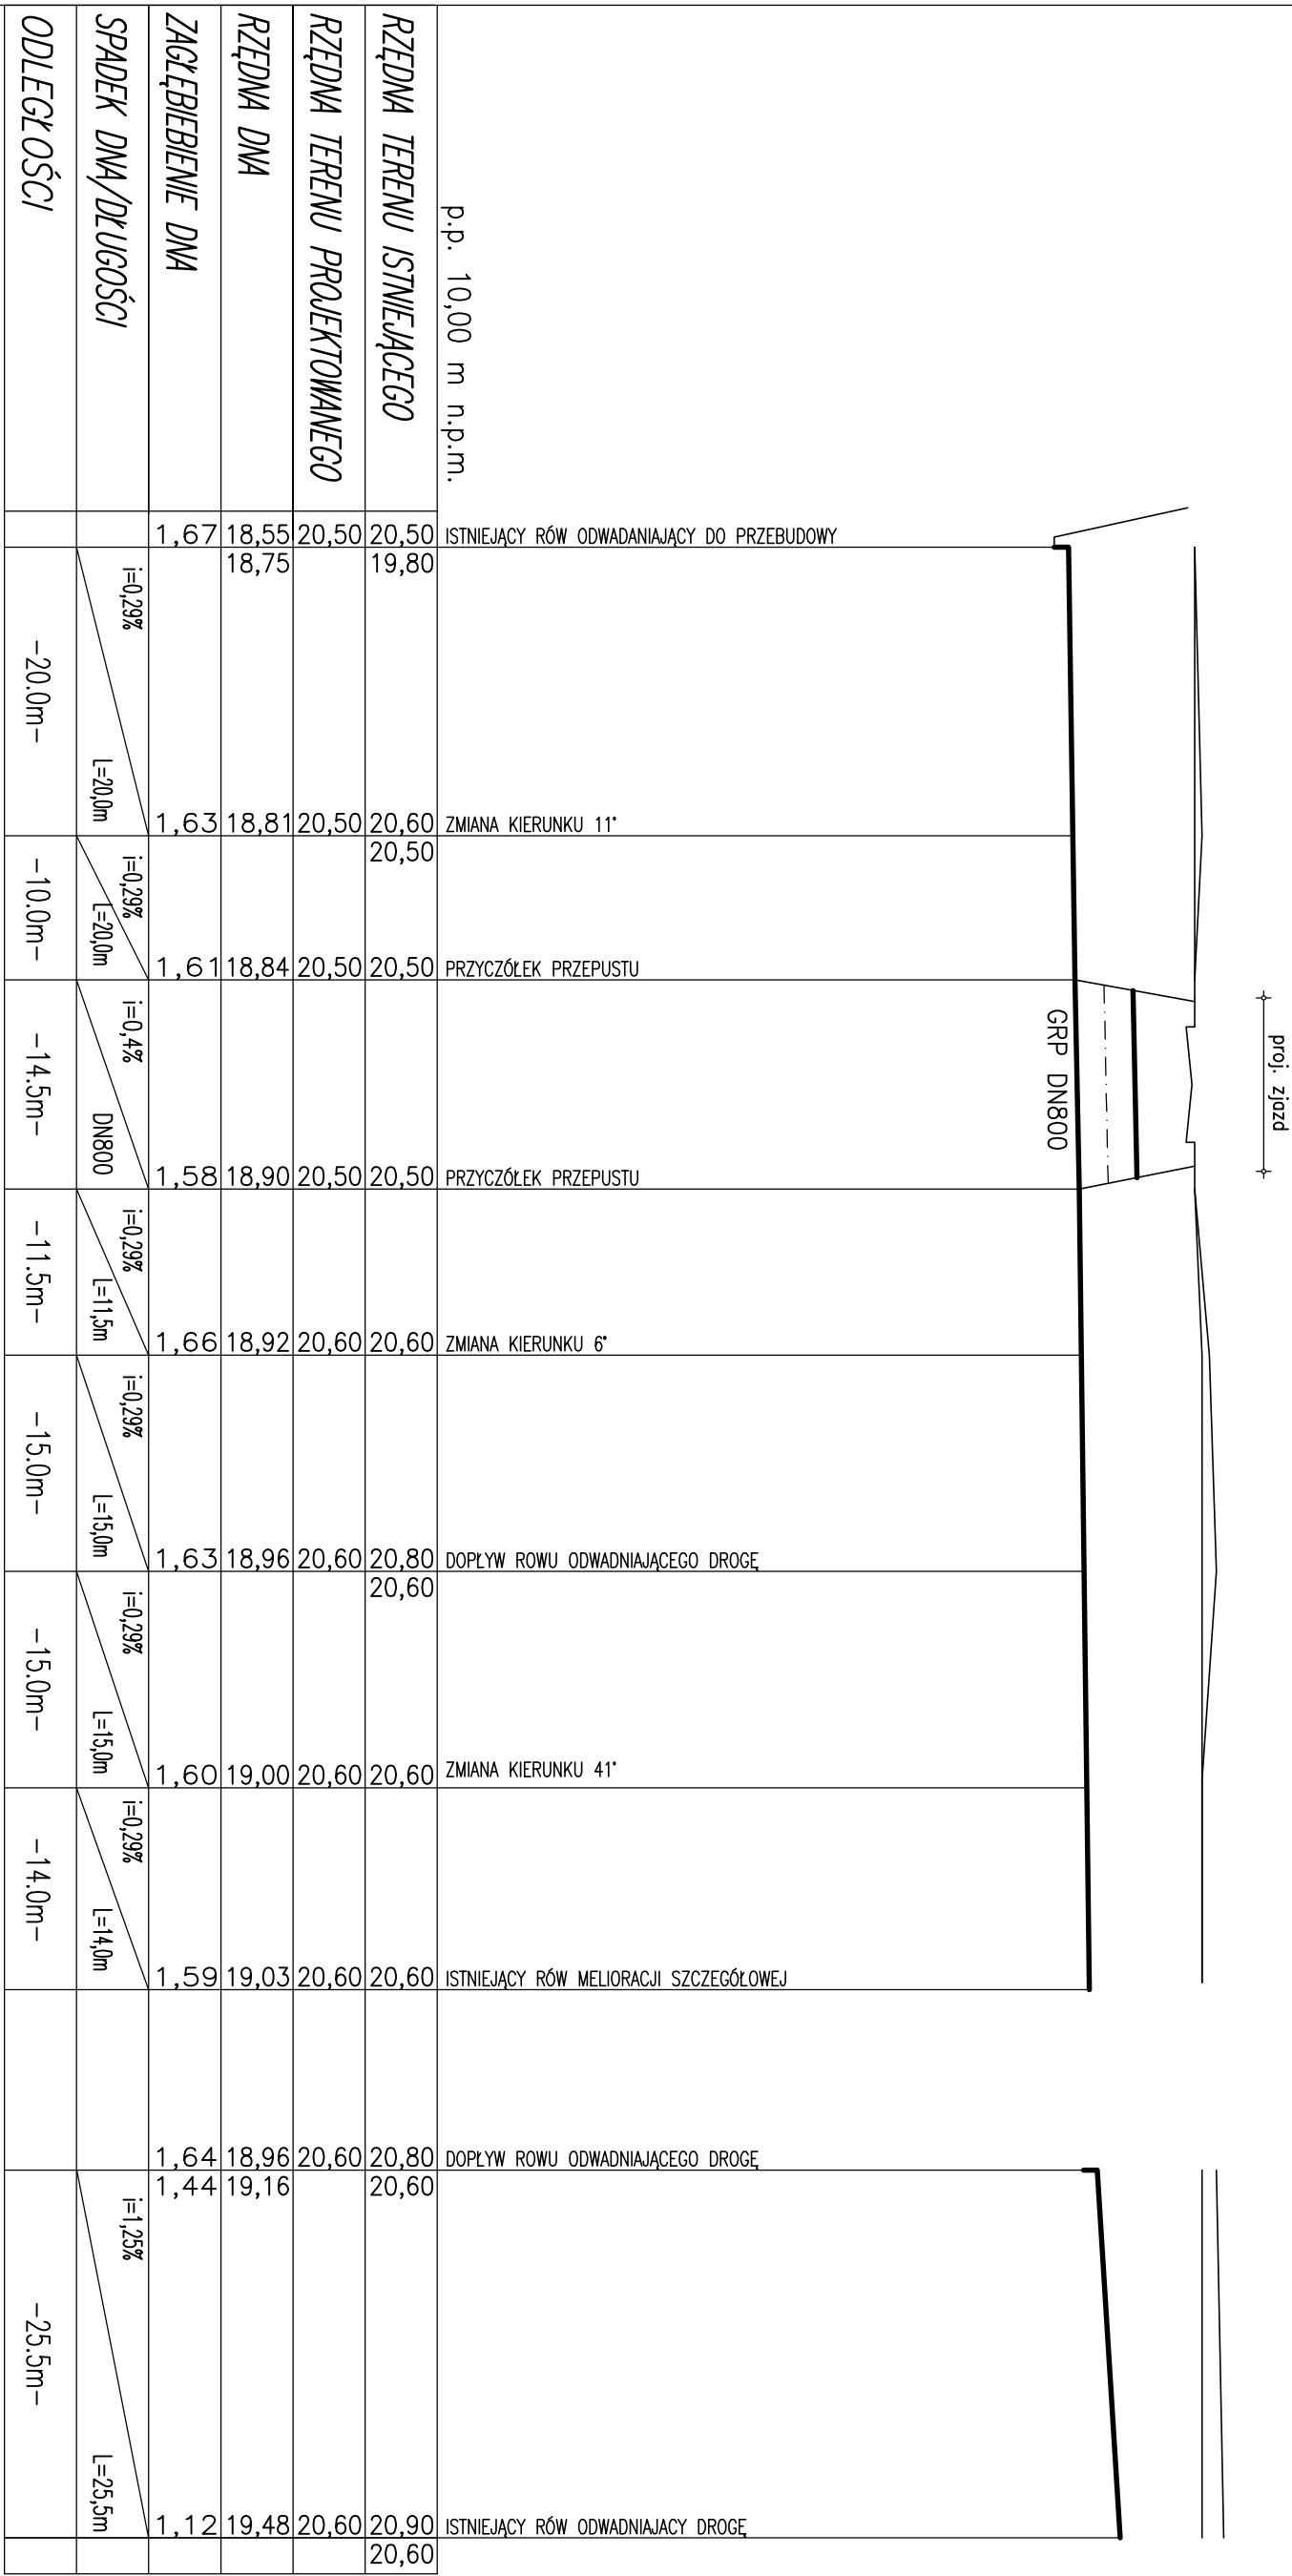 proj. zjazd
GRP DN800
p.p. 10,00 m n.p.m.
ISTNIEJĄCY RÓW ODWADANIAJĄCY DO PRZEBUDOWY
ZMIANA KIERUNKU 11°
PRZYCZÓŁEK PRZEPUSTU
PRZYCZÓŁEK PRZEPUSTU
ZMIANA KIERUNKU 6°
DOPŁYW ROWU ODWADNIAJĄCEGO DROGĘ
ZMIANA KIERUNKU 41°
ISTNIEJĄCY RÓW MELIORACJI SZCZEGÓŁOWEJ
DOPŁYW ROWU ODWADNIAJĄCEGO DROGĘ
ISTNIEJĄCY RÓW ODWADNIAJACY DROGĘ
RZĘDNA TERENU ISTNIEJĄCEGO
20,50 19,80 20,60 20,50 20,50 20,50 20,60 20,80 20,60 20,60 20,60 20,80 20,60 20,90 20,60
RZĘDNA TERENU PROJEKTOWANEGO
20,50 20,50 20,50 20,50 20,60 20,60 20,60 20,60 20,60 20,60
RZĘDNA DNA
18,55 18,75 18,81 18,84 18,90 18,92 18,96 19,00 19,03 18,96 19,16 19,48
ZAGŁĘBIEBIENIE DNA
1,67 1,63 1,61 1,58 1,66 1,63 1,60 1,59 1,64 1,44 1,12
SPADEK DNA/DŁUGOŚCI
i=0,29% L=20,0m
i=0,29% L=20,0m
i=0,4% DN800
i=0,29% L=11,5m
i=0,29% L=15,0m
i=0,29% L=15,0m
i=0,29% L=14,0m
i=1,25% L=25,5m
ODLEGŁOŚCI
-20.0m- -10.0m- -14.5m- -11.5m- -15.0m- -15.0m- -14.0m- -25.5m-